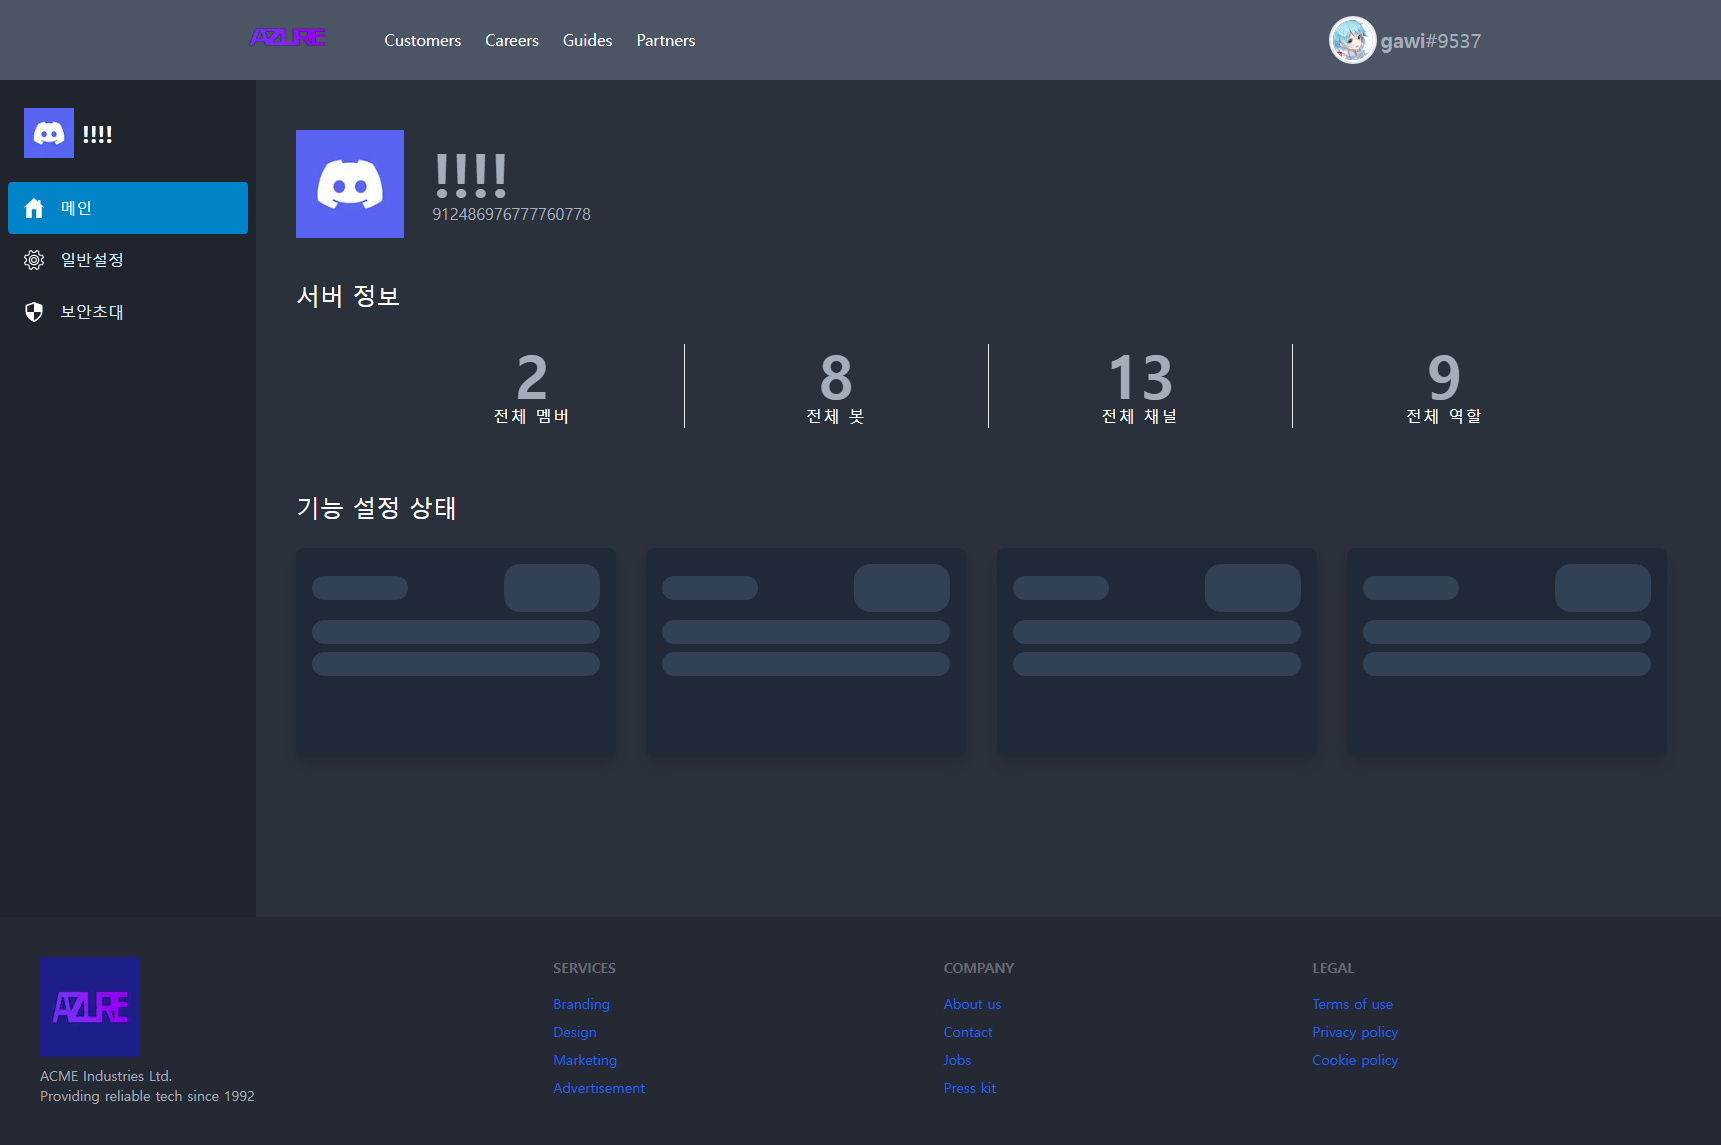 AZURE
Customers Careers Guides Partners
gawi#9537
!!!!
메인
일반설정
보안초대
!!!!
912486976777760778
서버 정보
2 8 13 9
전체 멤버 전체 봇 전체 채널 전체 역할
기능 설정 상태
AZURE
ACME Industries Ltd.
Providing reliable tech since 1992
SERVICES
Branding
Design
Marketing
Advertisement
COMPANY
About us
Contact
Jobs
Press kit
LEGAL
Terms of use
Privacy policy
Cookie policy